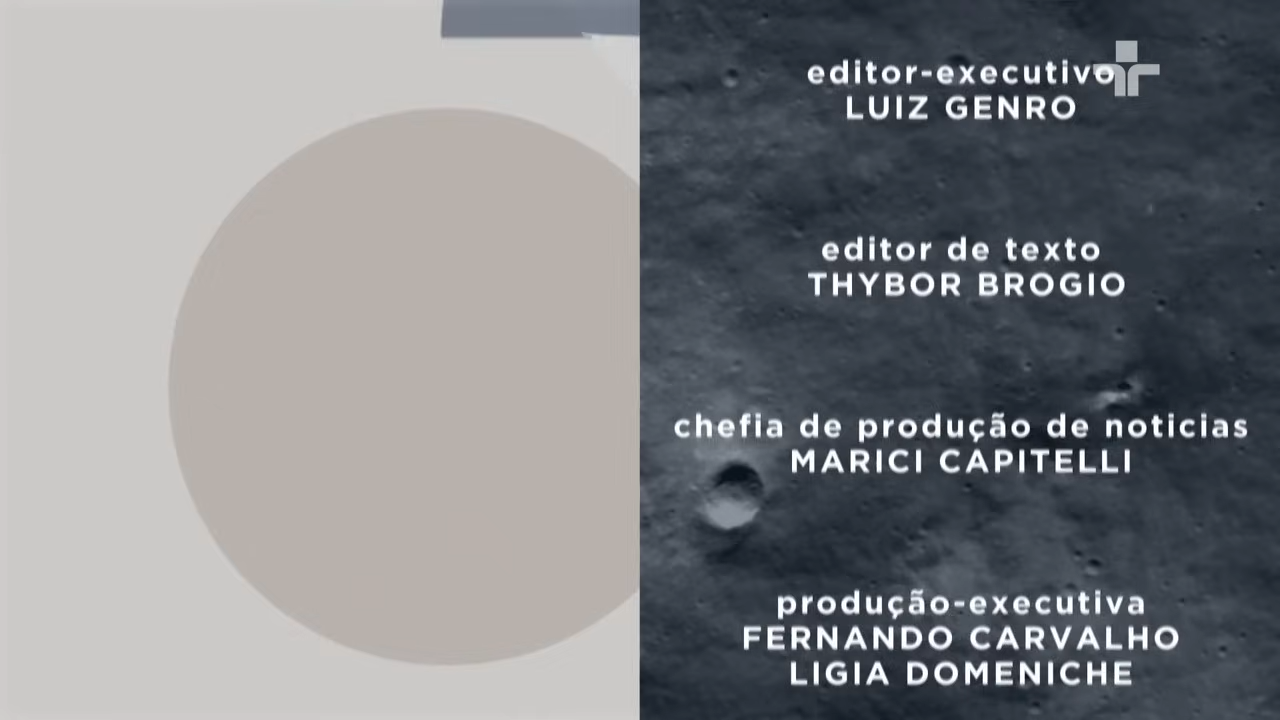 editor-executivo
LUIZ GENRO
editor de texto
THYBOR BROGIO
chefia de produção de noticias
MARICI CAPITELLI
produção-executiva
FERNANDO CARVALHO
LIGIA DOMENICHE